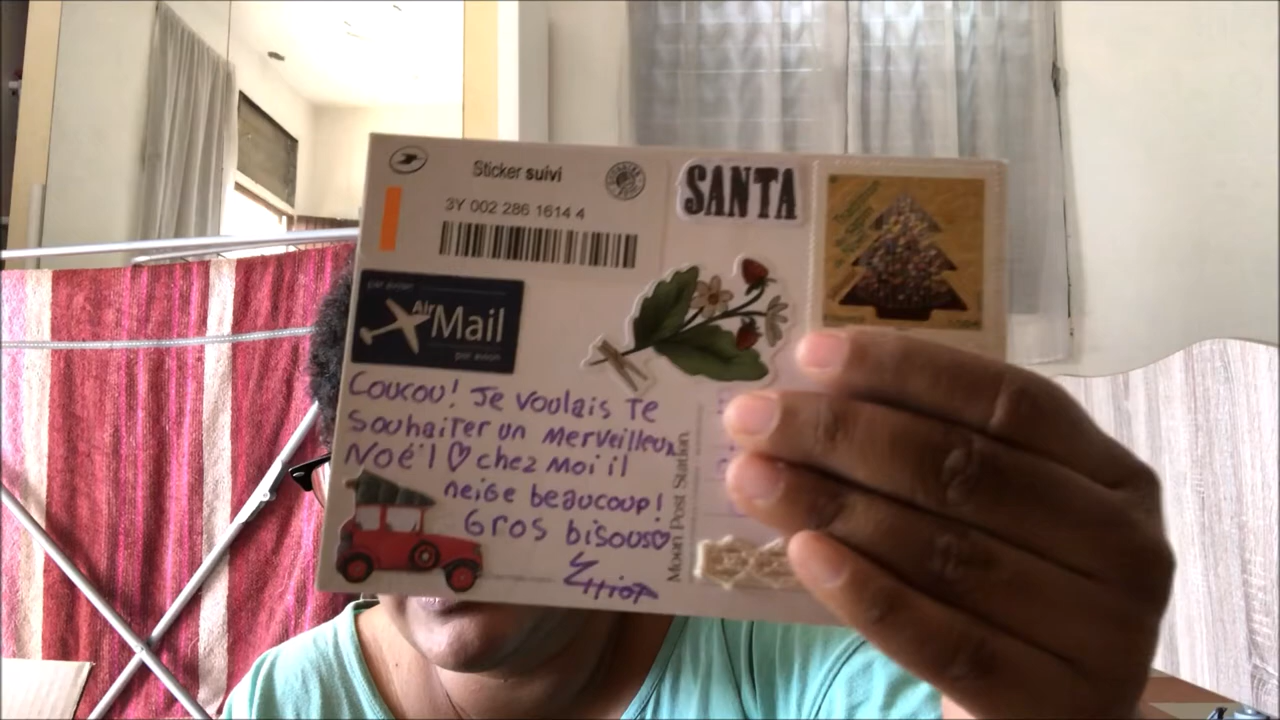 Sticker suivi
3Y 002 286 1614 4
SANTA
par avion
Air Mail
par avion
Coucou! Je voulais Te
Souhaiter un Merveilleux
Noë'l ♡ chez Moi il
neige beaucoup!
Gros bisous♡
Elliot
Moon Post Station.